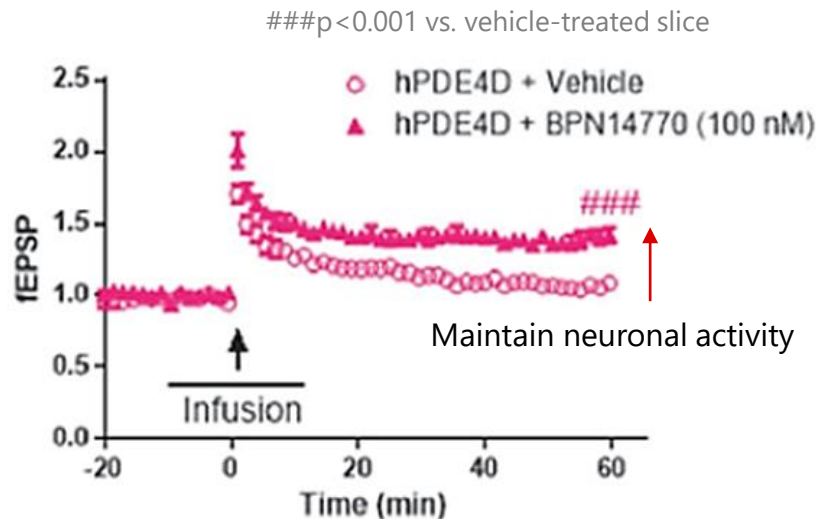 ###p<0.001 vs. vehicle-treated slice
2.5
hPDE4D + Vehicle
hPDE4D + BPN14770 (100 nM)
2.0
###
1.5
fEPSP
1.0
Maintain neuronal activity
0.5
Infusion
0.0
-20 0 20 40 60
Time (min)